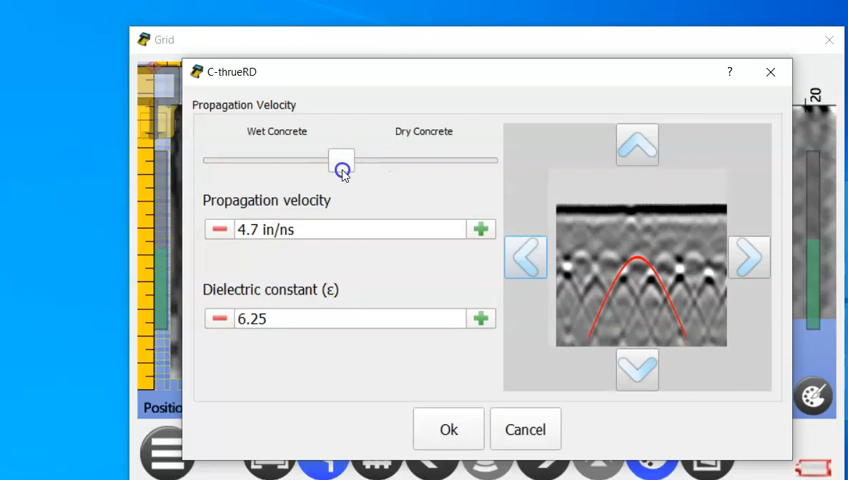 Grid
C-thrueRD
?
Propagation Velocity
Wet Concrete Dry Concrete
Propagation velocity
4.7 in/ns
Dielectric constant (ε)
6.25
Ok Cancel
20
Positio